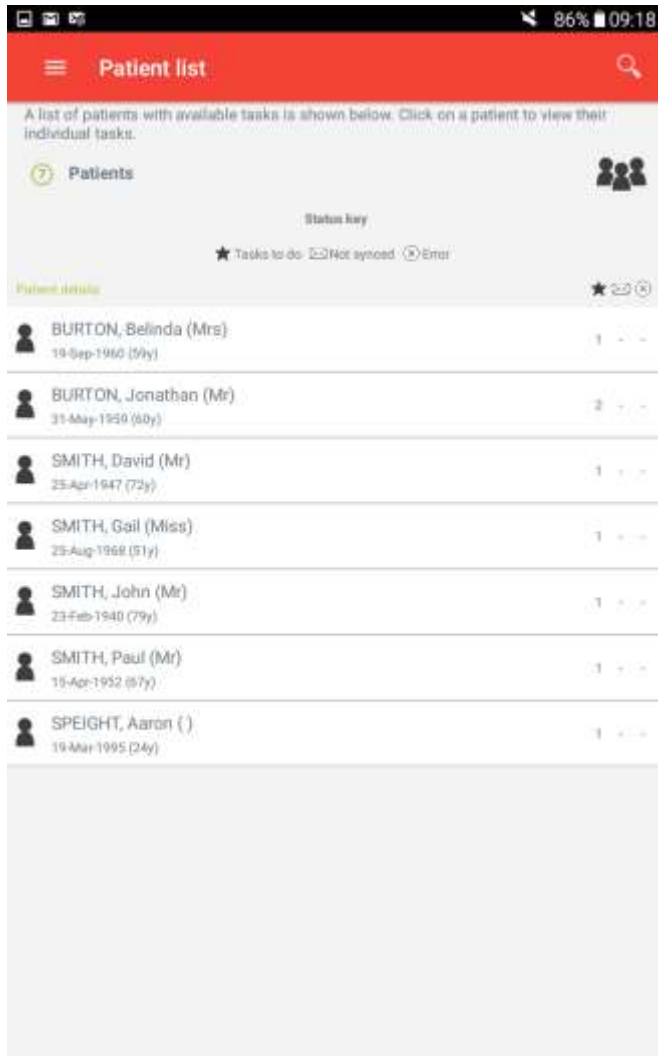 86% 09:18
Patient list
A list of patients with available tasks is shown below. Click on a patient to view their
individual tasks.
7 Patients
Status key
Tasks to do Not synced Error
Patient details
BURTON, Belinda (Mrs)
19-Sep-1960 (59y)
1 - -
BURTON, Jonathan (Mr)
31-May-1959 (60y)
2 - -
SMITH, David (Mr)
25-Apr-1947 (72y)
1 - -
SMITH, Gail (Miss)
25-Aug-1968 (51y)
1 - -
SMITH, John (Mr)
23-Feb-1940 (79y)
1 - -
SMITH, Paul (Mr)
15-Apr-1952 (67y)
1 - -
SPEIGHT, Aaron ( )
19-Mar-1995 (24y)
1 - -